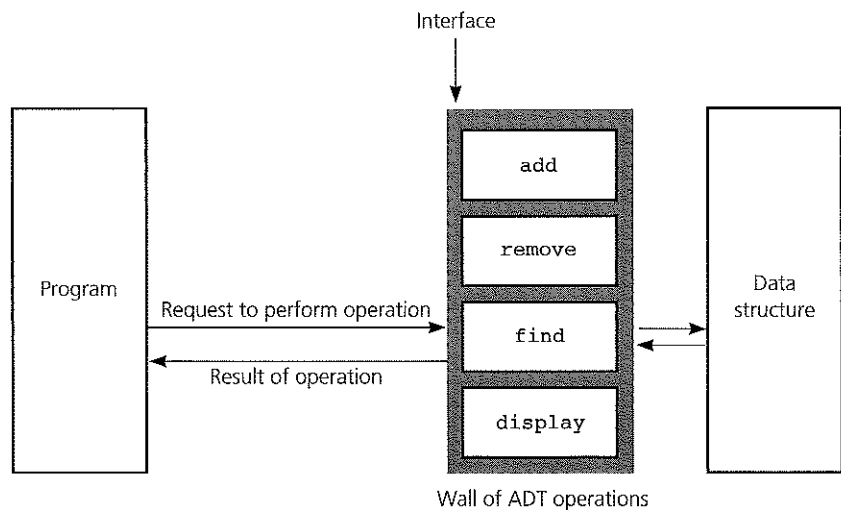 Interface
add
remove
Program
Data
structure
Request to perform operation
find
Result of operation
display
Wall of ADT operations